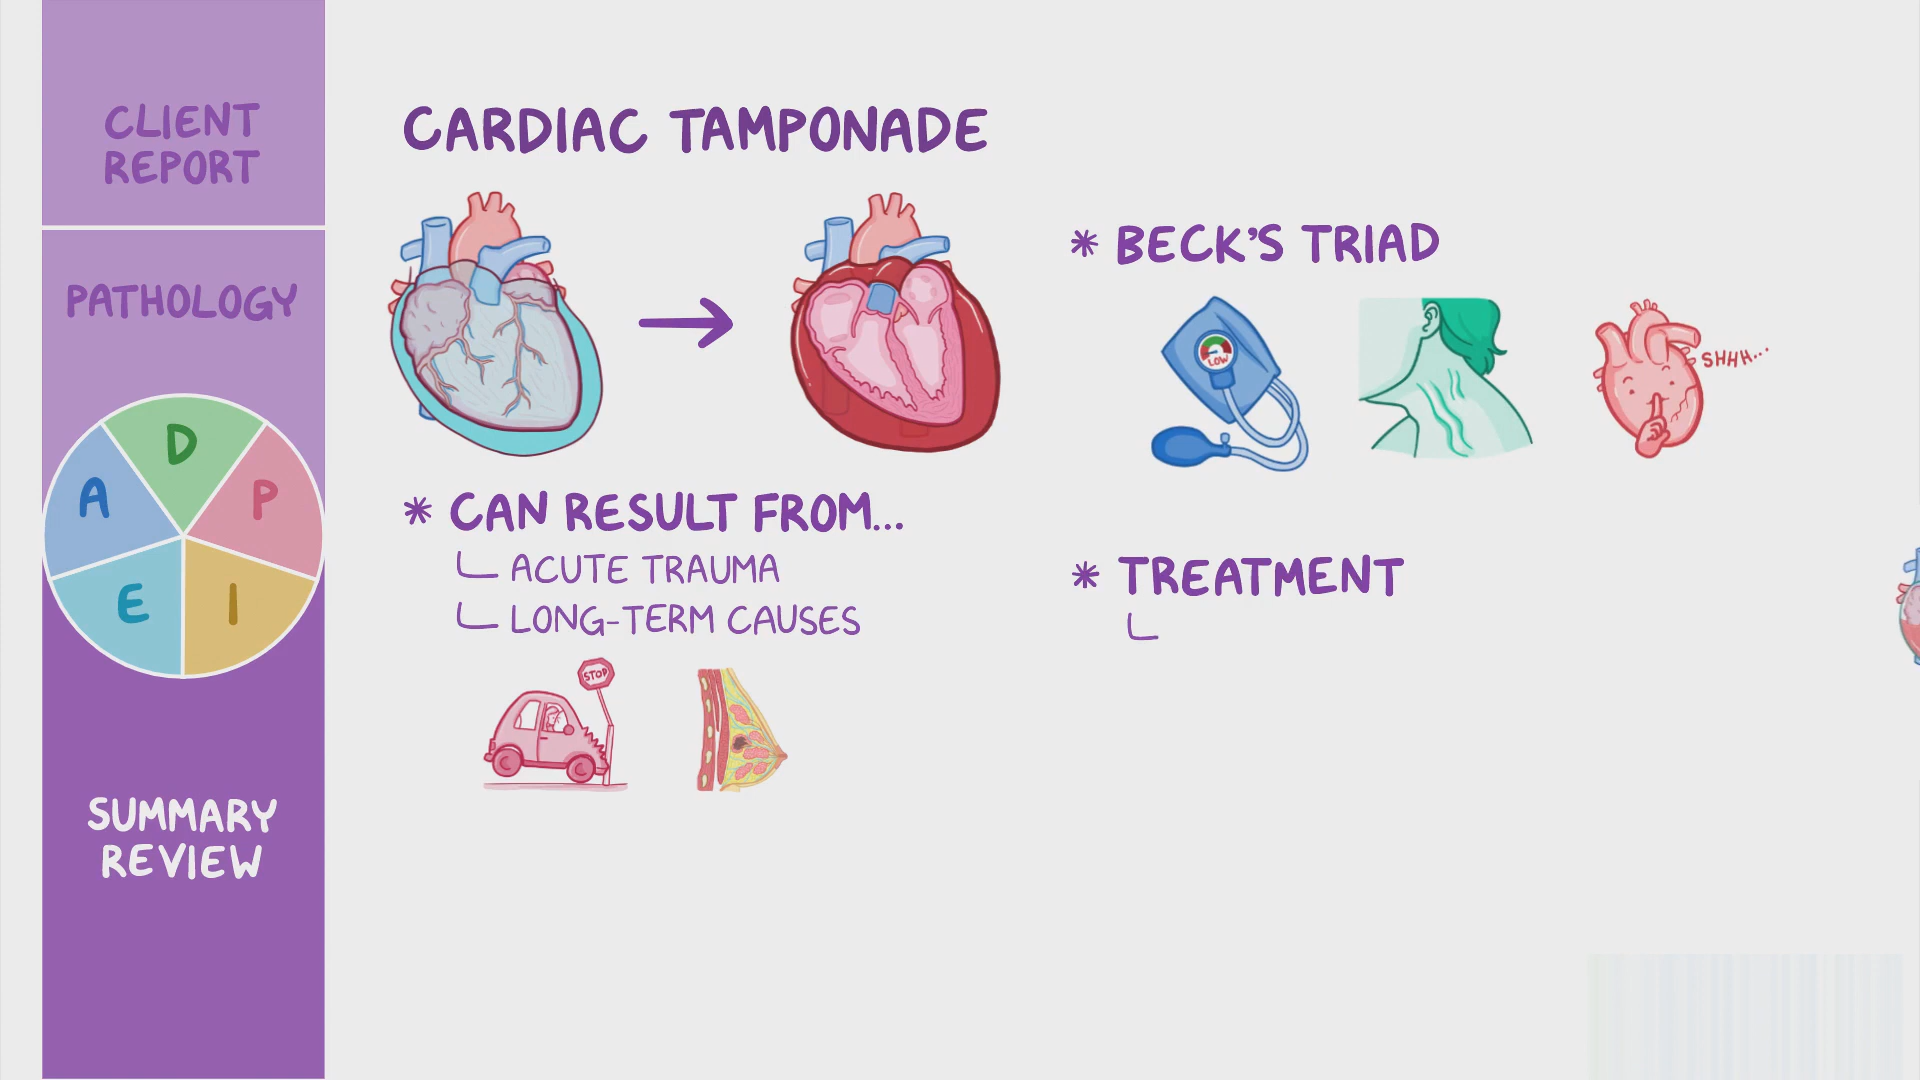 CLIENT
REPORT
PATHOLOGY
D
A
P
E
I
SUMMARY
REVIEW
CARDIAC TAMPONADE
* CAN RESULT FROM...
ACUTE TRAUMA
LONG-TERM CAUSES
STOP
* BECK'S TRIAD
LOW
SHHH...
* TREATMENT